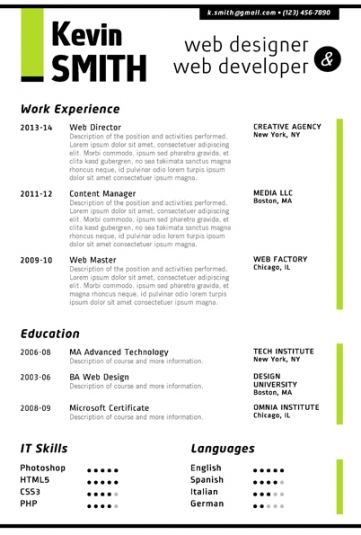 k.smith@gmail.com • (123) 456-7890
Kevin
SMITH
web designer
web developer &
Work Experience
2013-14 Web Director CREATIVE AGENCY
Description of the position and activities performed. New York, NY
Lorem ipsum dolor sit amet, consectetuer adipiscing
elit. Morbi commodo, ipsum sed pharetra gravida, et
clita kasd gubergren, no sea takimata sanctus magna
rhoncus neque, id pulvinar odio lorem turpis ipsum
dolor sit amet consectetuer ipsum magna.
2011-12 Content Manager MEDIA LLC
Description of the position and activities performed. Boston, MA
Lorem ipsum dolor sit amet, consectetuer adipiscing
elit. Morbi commodo, ipsum sed pharetra gravida, et
clita kasd gubergren, no sea takimata sanctus magna
rhoncus neque, id pulvinar odio lorem turpis ipsum
dolor sit amet consectetuer ipsum magna.
2009-10 Web Master WEB FACTORY
Description of the position and activities performed. Chicago, IL
Lorem ipsum dolor sit amet, consectetuer adipiscing
elit. Morbi commodo, ipsum sed pharetra gravida, et
magna rhoncus neque, id pulvinar odio lorem turpis
ipsum dolor sit amet consectetuer ipsum magna.
Education
2006-08 MA Advanced Technology TECH INSTITUTE
Description of course and more information. New York, NY
2003-06 BA Web Design DESIGN
Description of course and more information. UNIVERSITY
Boston, MA
2008-09 Microsoft Certificate OMNIA INSTITUTE
Description of course and more information. Chicago, IL
IT Skills
Photoshop
HTML5
CSS3
PHP
Languages
English
Spanish
Italian
German